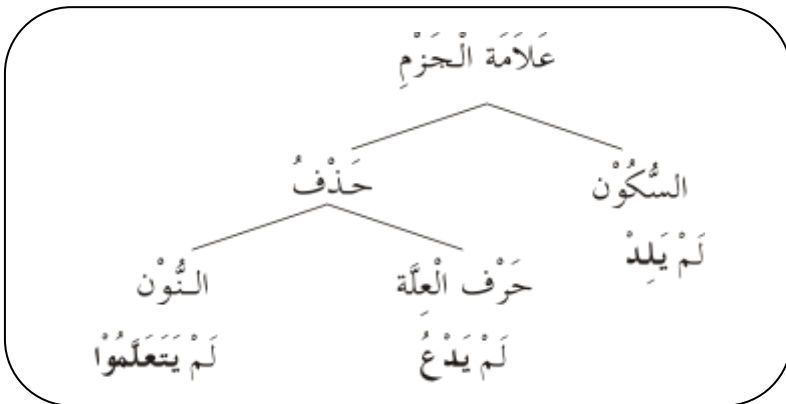 عَلَامَة الْجَزْمِ
السُّكُوْن
حَذْفُ
لَمْ يَلِدْ
حَرْف الْعِلَّة
النُّوْن
لَمْ يَدْعُ
لَمْ يَتَعَلَّمُوْا